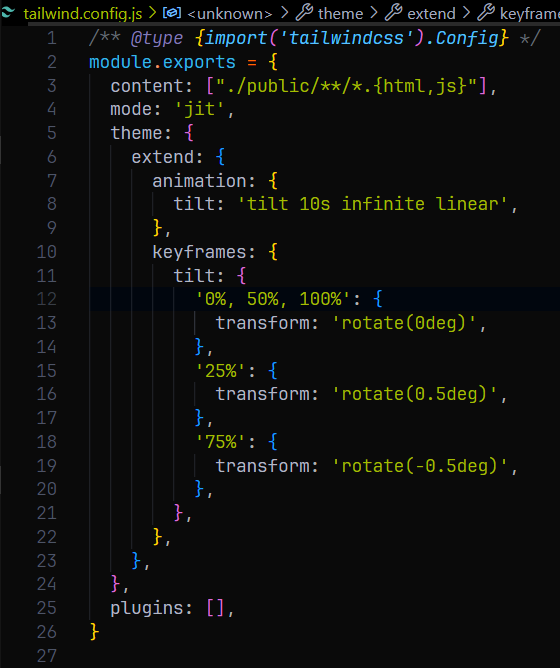 tailwind.config.js > <unknown> > theme > extend > keyframe
1 /** @type {import('tailwindcss').Config} */
2 module.exports = {
3   content: ["./public/**/*.{html,js}"],
4   mode: 'jit',
5   theme: {
6     extend: {
7       animation: {
8         tilt: 'tilt 10s infinite linear',
9       },
10       keyframes: {
11         tilt: {
12           '0%, 50%, 100%': {
13             transform: 'rotate(0deg)',
14           },
15           '25%': {
16             transform: 'rotate(0.5deg)',
17           },
18           '75%': {
19             transform: 'rotate(-0.5deg)',
20           },
21         },
22       },
23     },
24   },
25   plugins: [],
26 }
27